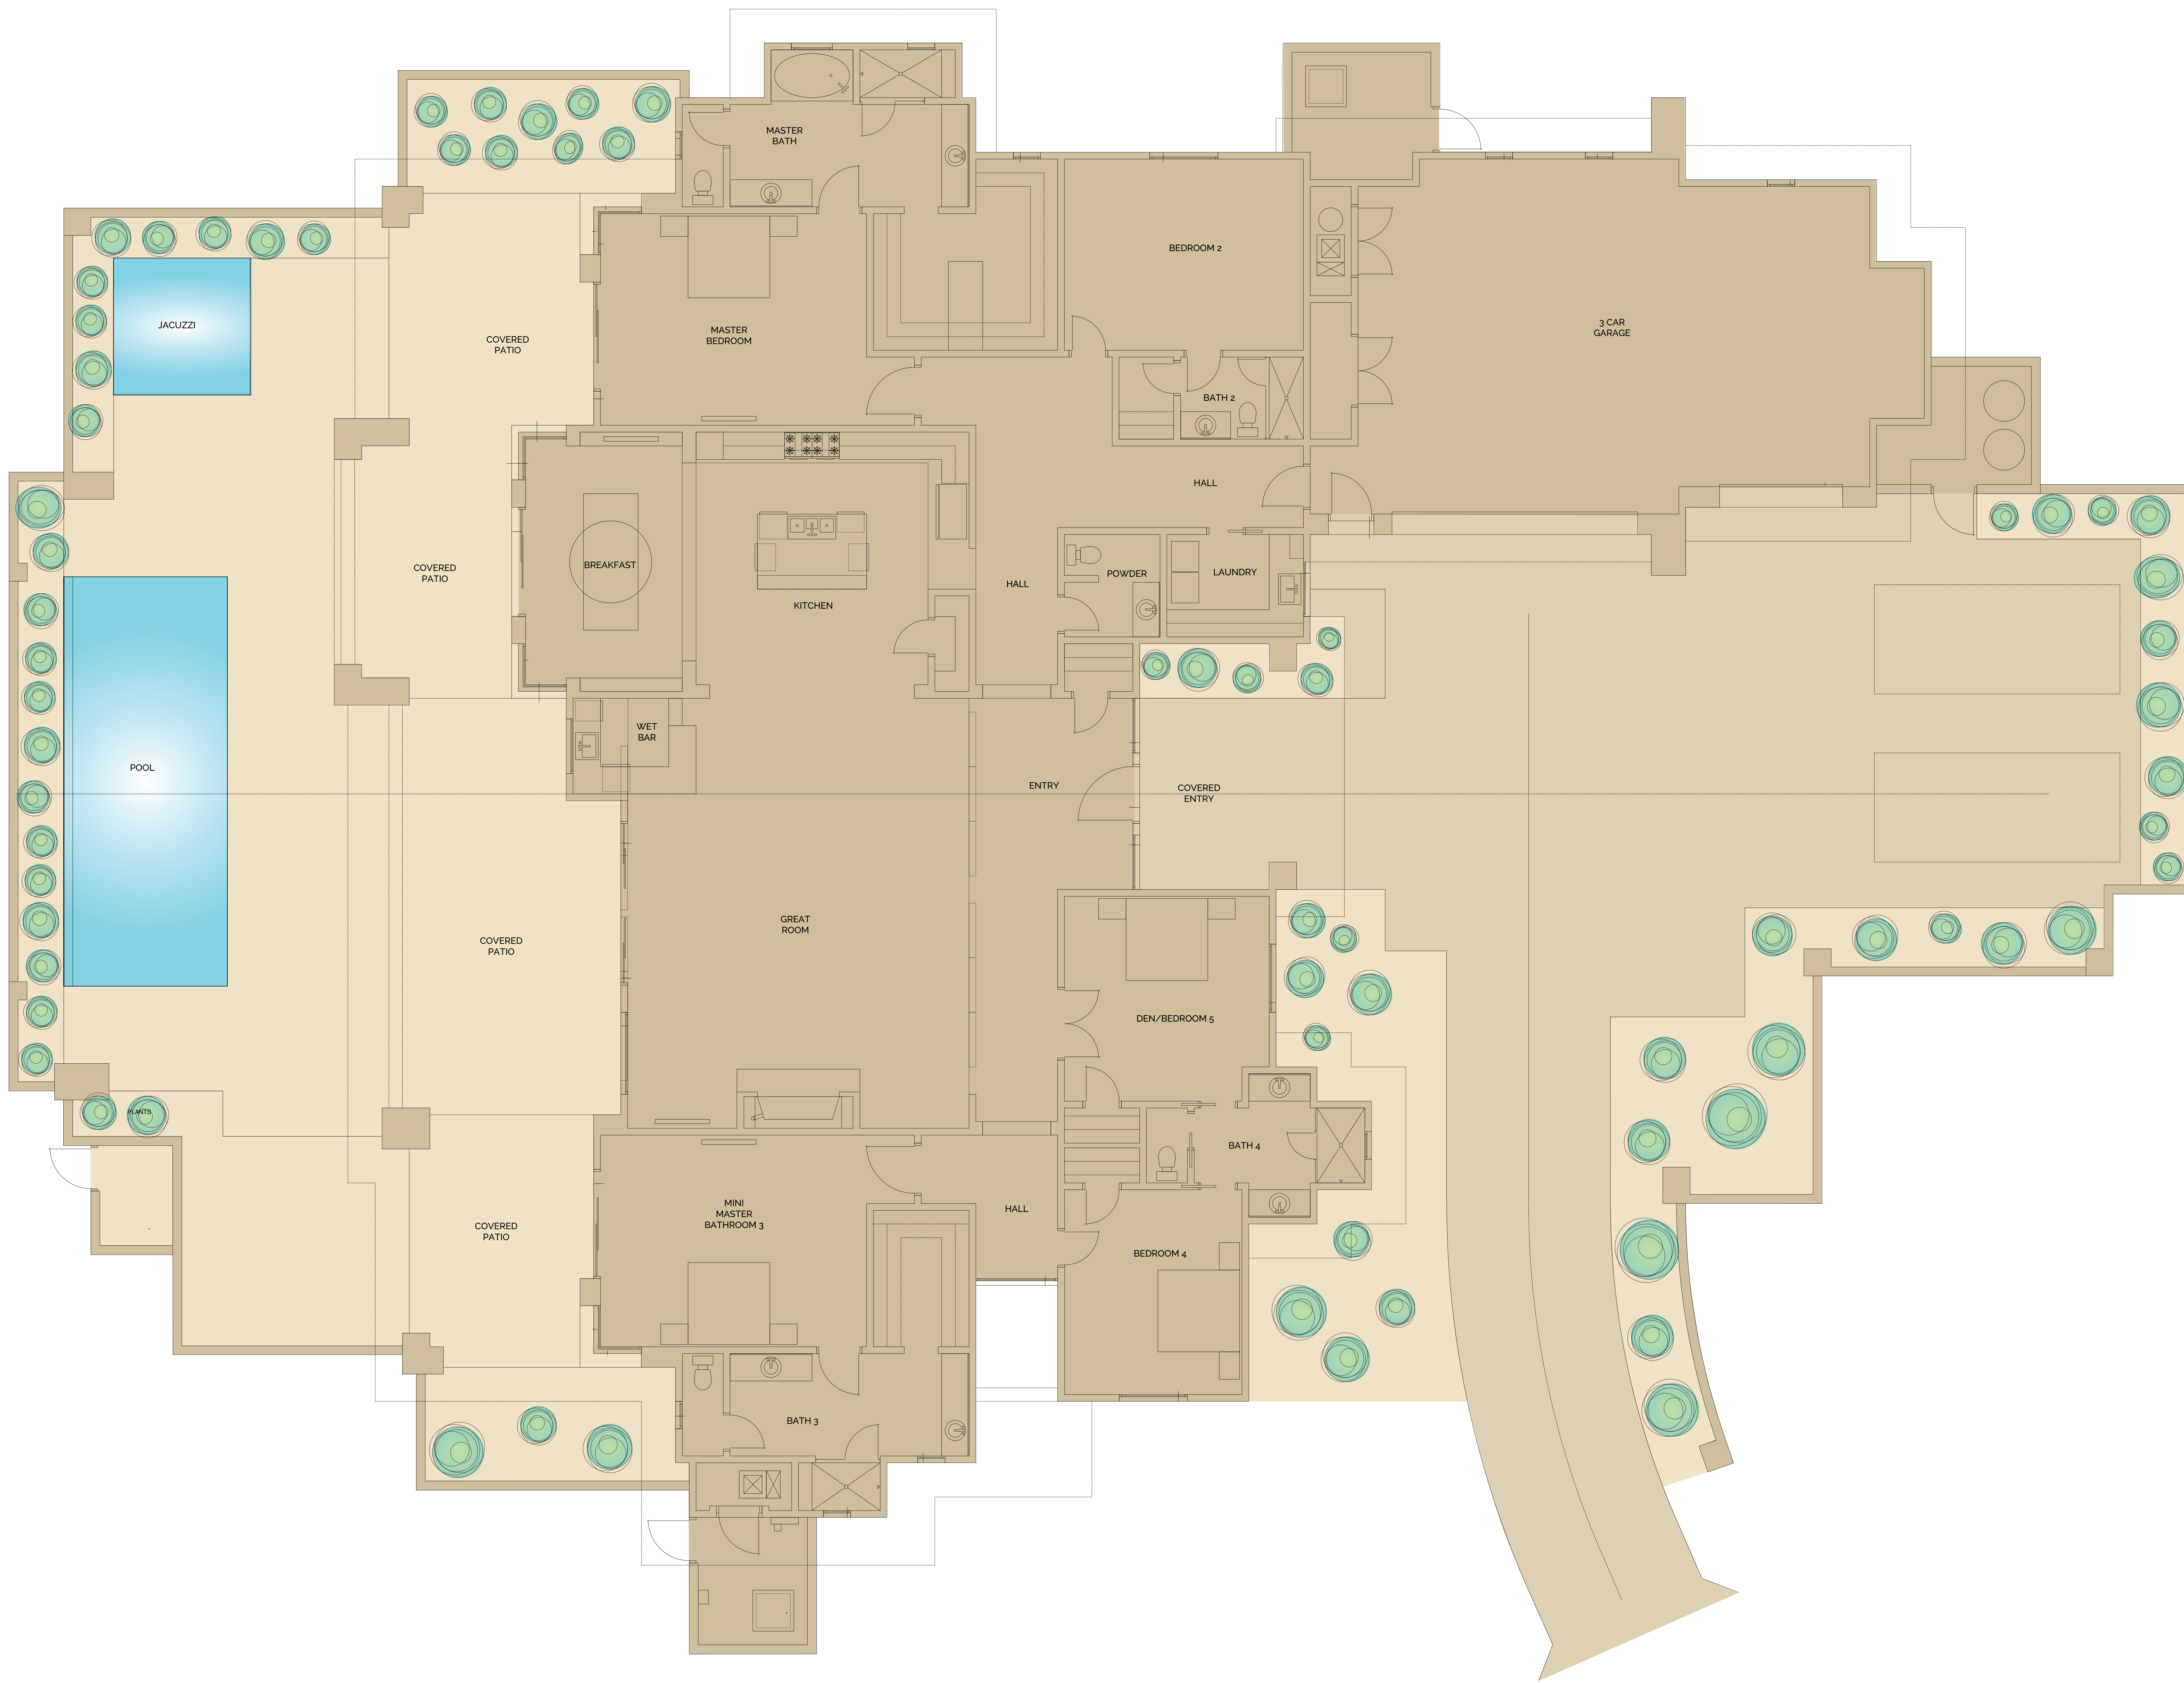 MASTER
BATH
BEDROOM 2
JACUZZI
COVERED
PATIO
MASTER
BEDROOM
3 CAR
GARAGE
BATH 2
HALL
COVERED
PATIO
BREAKFAST
KITCHEN
HALL
POWDER
LAUNDRY
WET
BAR
POOL
ENTRY
COVERED
ENTRY
COVERED
PATIO
GREAT
ROOM
DEN/BEDROOM 5
PLANTS
BATH 4
COVERED
PATIO
MINI
MASTER
BATHROOM 3
HALL
BEDROOM 4
BATH 3